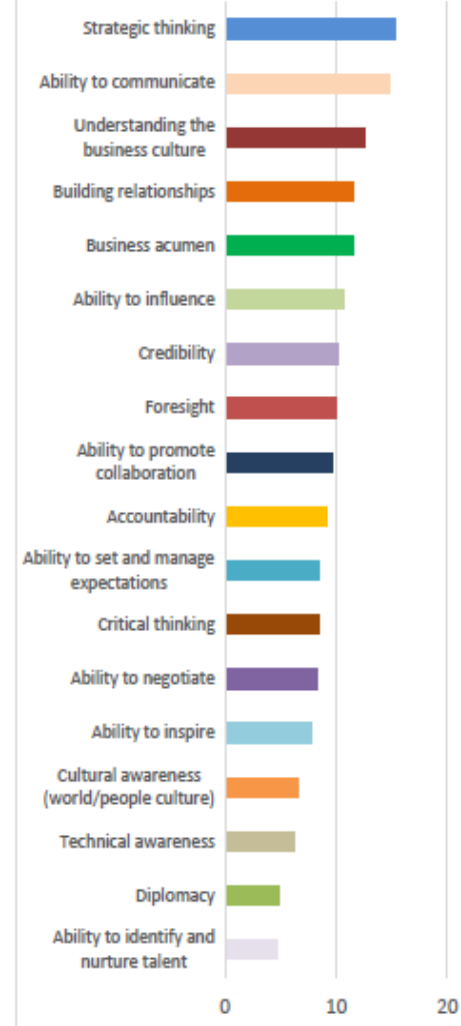 Strategic thinking
Ability to communicate
Understanding the
business culture
Building relationships
Business acumen
Ability to influence
Credibility
Foresight
Ability to promote
collaboration
Accountability
Ability to set and manage
expectations
Critical thinking
Ability to negotiate
Ability to inspire
Cultural awareness
(world/people culture)
Technical awareness
Diplomacy
Ability to identify and
nurture talent
0 10 20